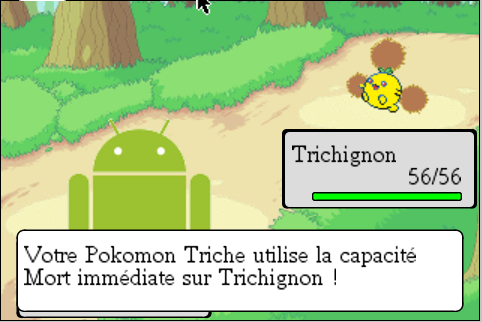 Trichignon
56/56
Votre Pokomon Triche utilise la capacité
Mort immédiate sur Trichignon !